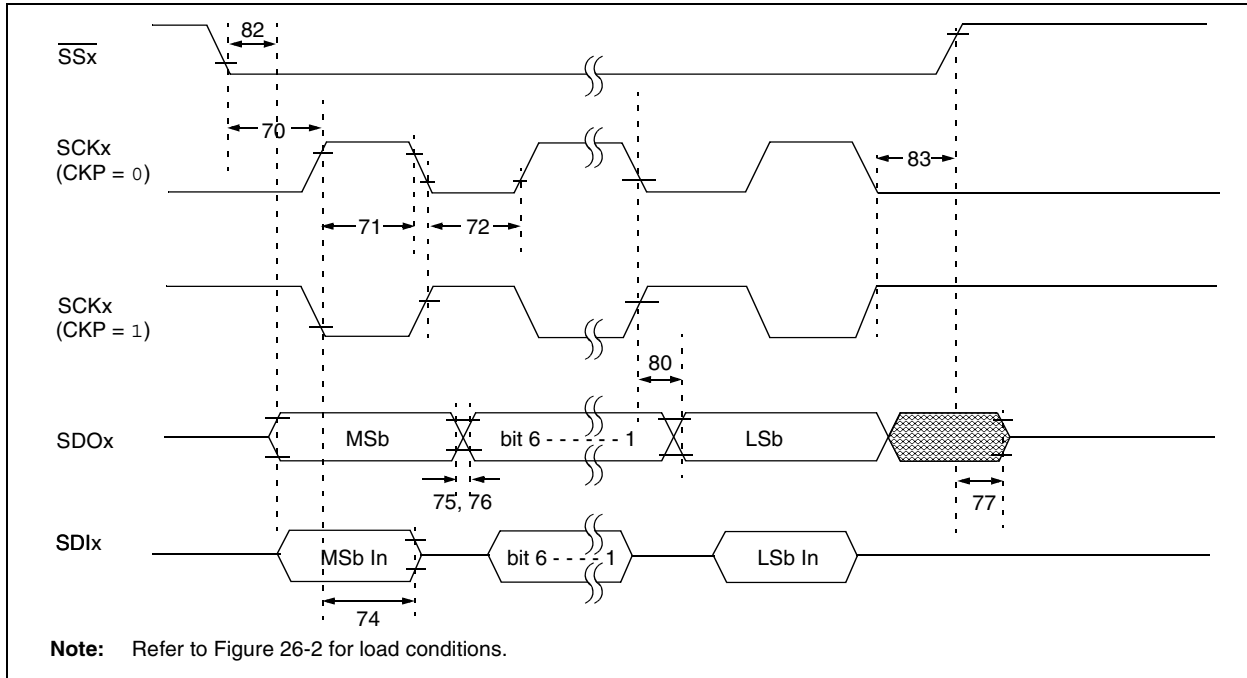 82
SSx
70
SCKx
(CKP = 0)
83
71
72
SCKx
(CKP = 1)
80
SDOx
MSb
bit 6 - - - - - - 1
LSb
75, 76
77
SDIx
MSb In
bit 6 - - - - 1
LSb In
74
Note: Refer to Figure 26-2 for load conditions.